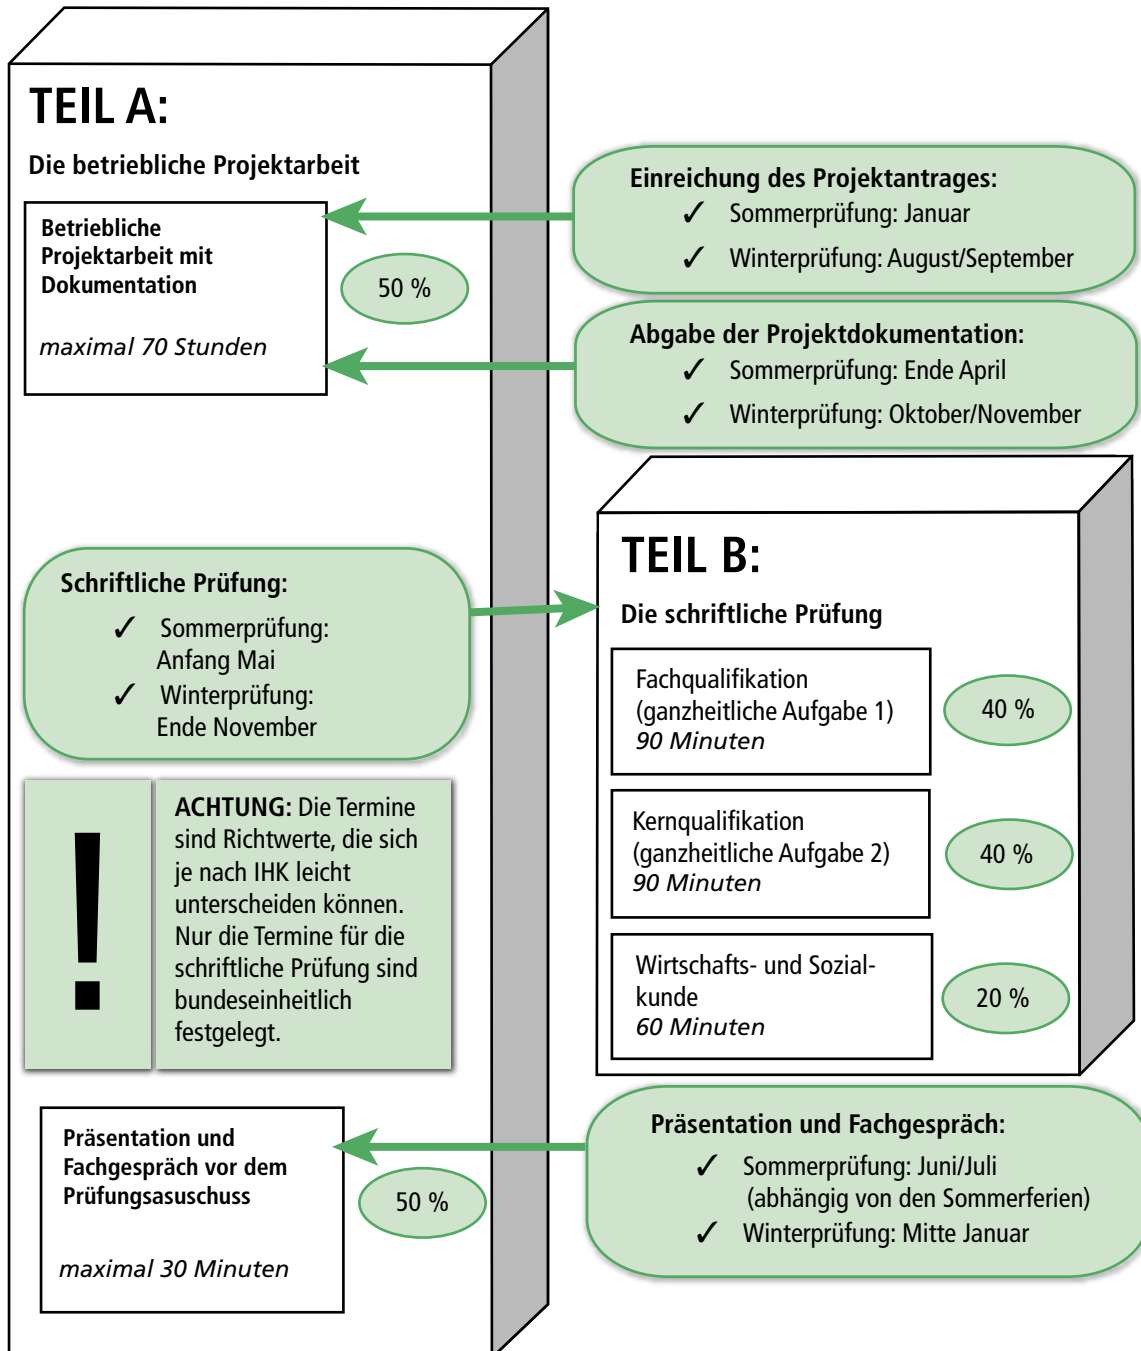 TEIL A:
Die betriebliche Projektarbeit
Betriebliche
Projektarbeit mit
Dokumentation
maximal 70 Stunden
50 %
Einreichung des Projektantrages:
✓ Sommerprüfung: Januar
✓ Winterprüfung: August/September
Abgabe der Projektdokumentation:
✓ Sommerprüfung: Ende April
✓ Winterprüfung: Oktober/November
Schriftliche Prüfung:
✓ Sommerprüfung:
Anfang Mai
✓ Winterprüfung:
Ende November
TEIL B:
Die schriftliche Prüfung
Fachqualifikation
(ganzheitliche Aufgabe 1)
90 Minuten
40 %
Kernqualifikation
(ganzheitliche Aufgabe 2)
90 Minuten
40 %
Wirtschafts- und Sozial-
kunde
60 Minuten
20 %
!
ACHTUNG: Die Termine
sind Richtwerte, die sich
je nach IHK leicht
unterscheiden können.
Nur die Termine für die
schriftliche Prüfung sind
bundeseinheitlich
festgelegt.
Präsentation und
Fachgespräch vor dem
Prüfungsasuschuss
maximal 30 Minuten
50 %
Präsentation und Fachgespräch:
✓ Sommerprüfung: Juni/Juli
(abhängig von den Sommerferien)
✓ Winterprüfung: Mitte Januar